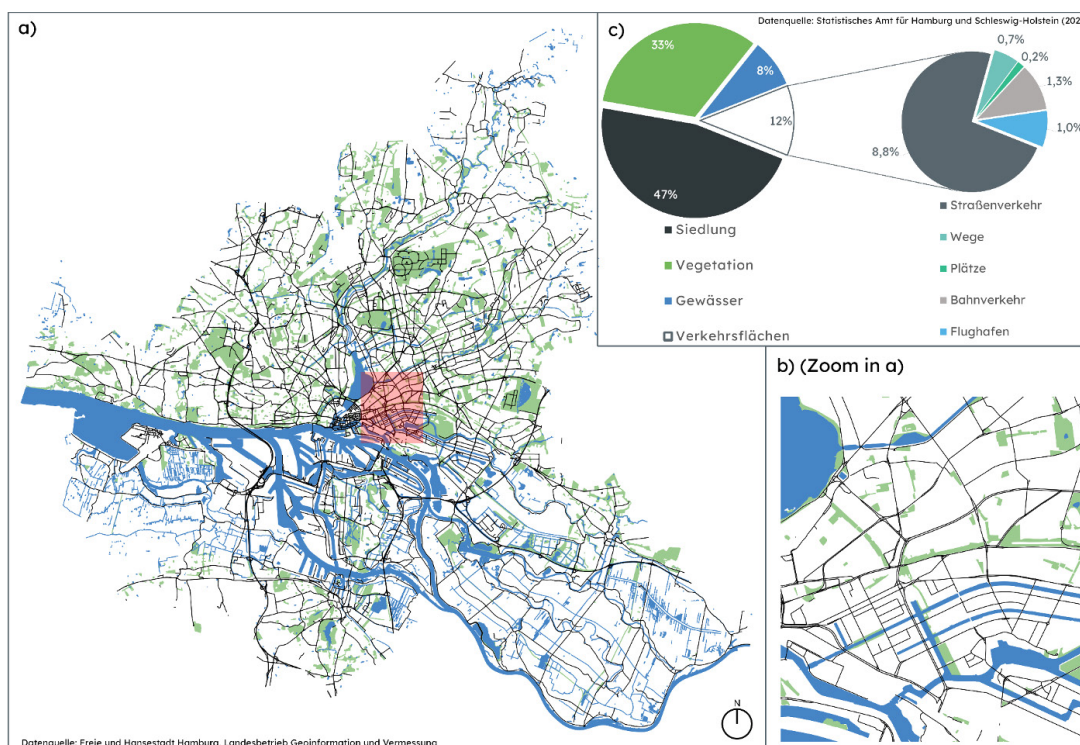 a)
c)
Datenquelle: Statistisches Amt für Hamburg und Schleswig-Holstein (202
33%
8%
12%
47%
0,7%
0,2%
1,3%
1,0%
8,8%
Siedlung
Vegetation
Gewässer
Verkehrsflächen
Straßenverkehr
Wege
Plätze
Bahnverkehr
Flughafen
b) (Zoom in a)
N
Datenquelle: Freie und Hansestadt Hamburg, Landesbetrieb Geoinformation und Vermessung